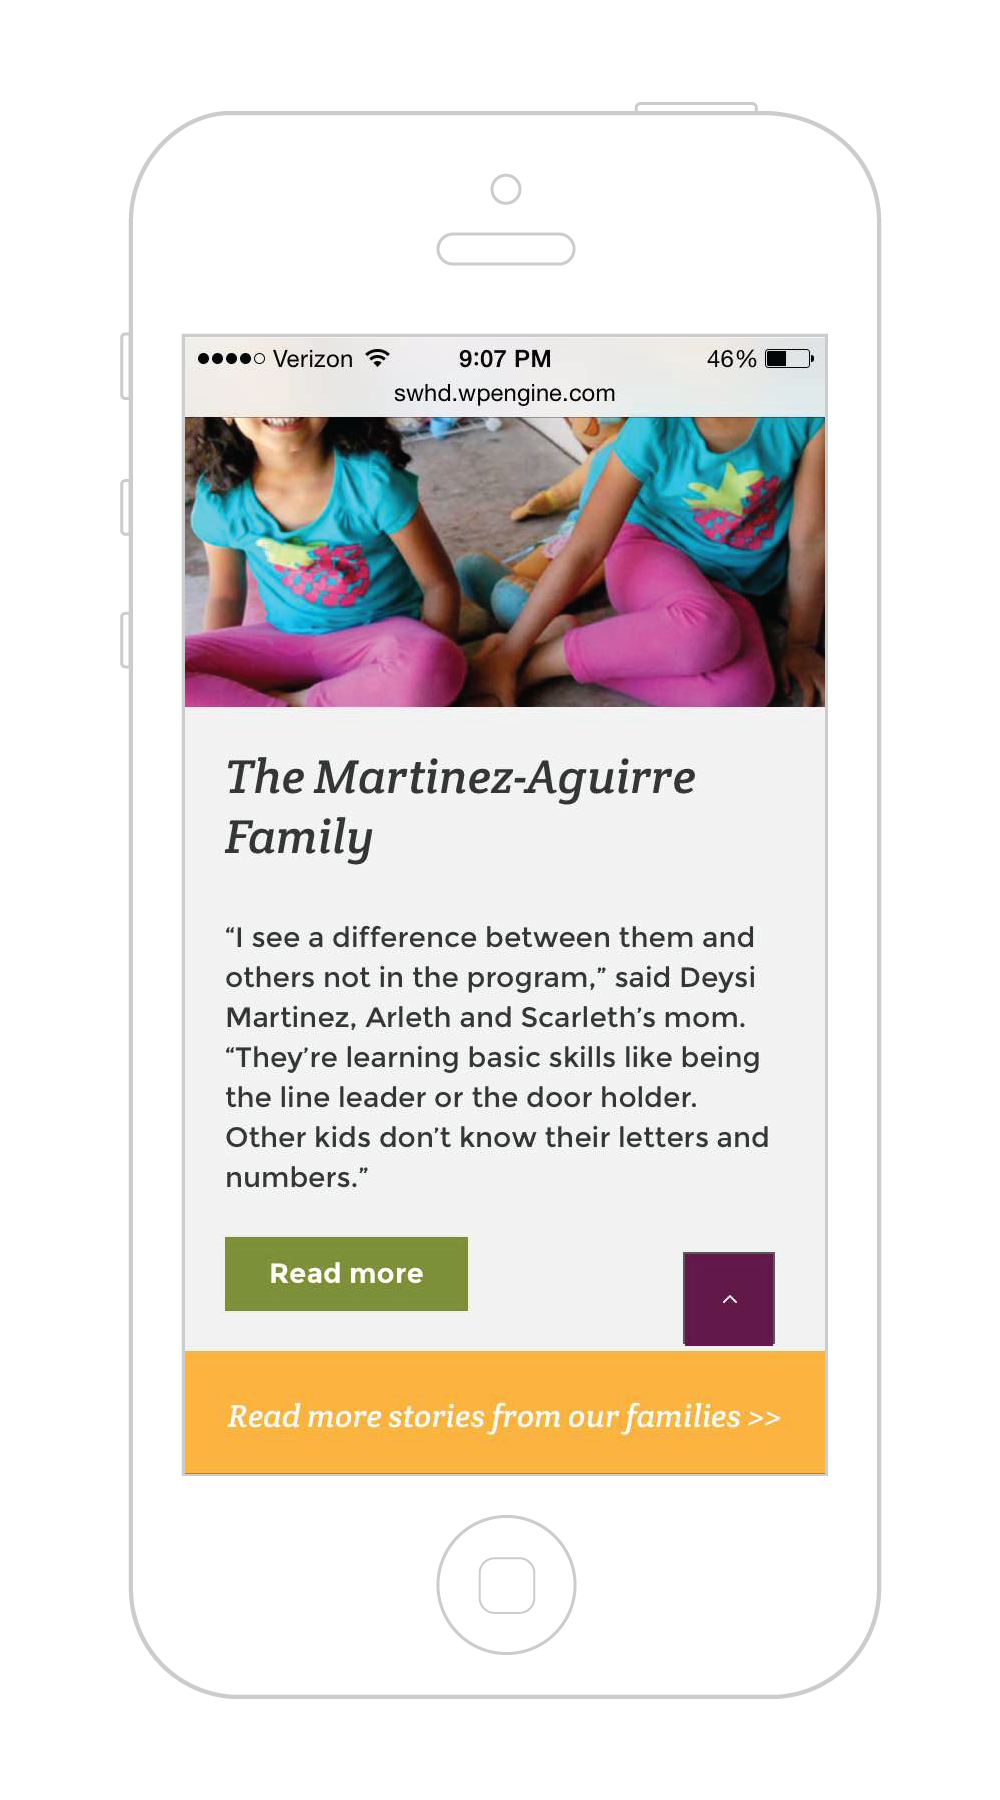 Verizon 9:07 PM 46%
swhd.wpengine.com
The Martinez-Aguirre
Family
“I see a difference between them and
others not in the program,” said Deysi
Martinez, Arleth and Scarleth’s mom.
“They’re learning basic skills like being
the line leader or the door holder.
Other kids don’t know their letters and
numbers.”
Read more
Read more stories from our families >>